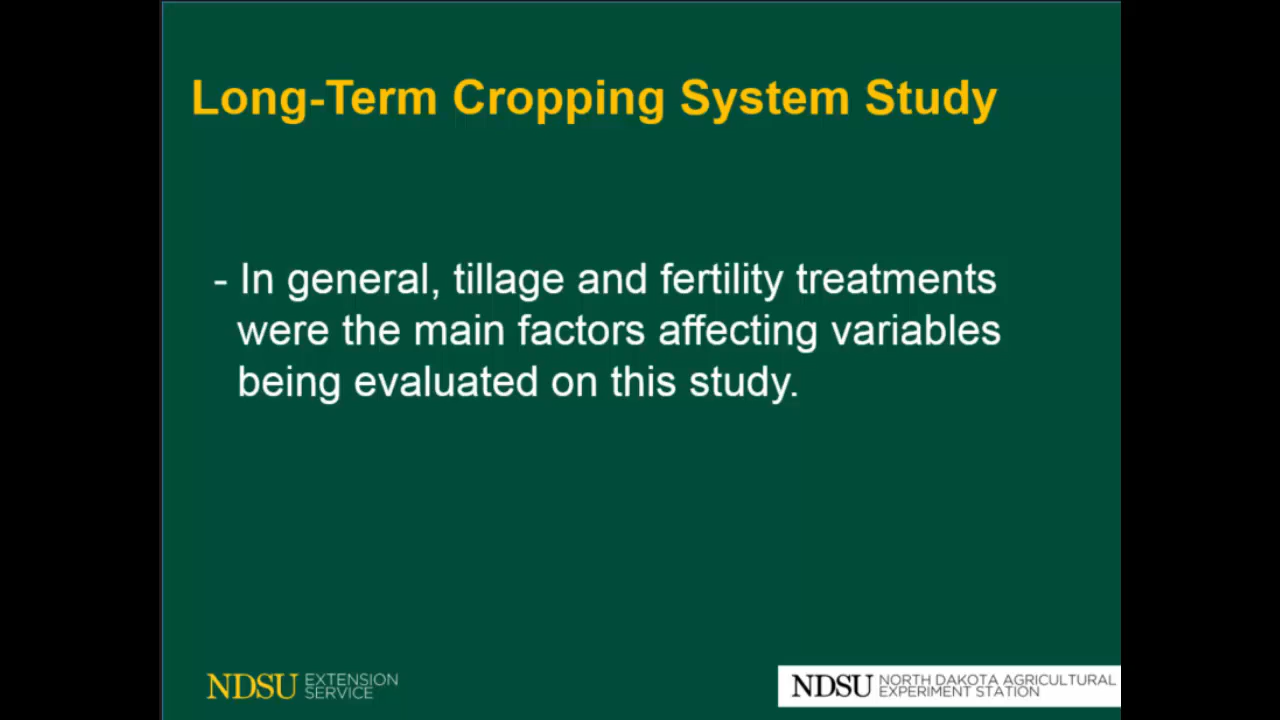 Long-Term Cropping System Study
- In general, tillage and fertility treatments
were the main factors affecting variables
being evaluated on this study.
NDSU EXTENSION
SERVICE
NDSU NORTH DAKOTA AGRICULTURAL
EXPERIMENT STATION